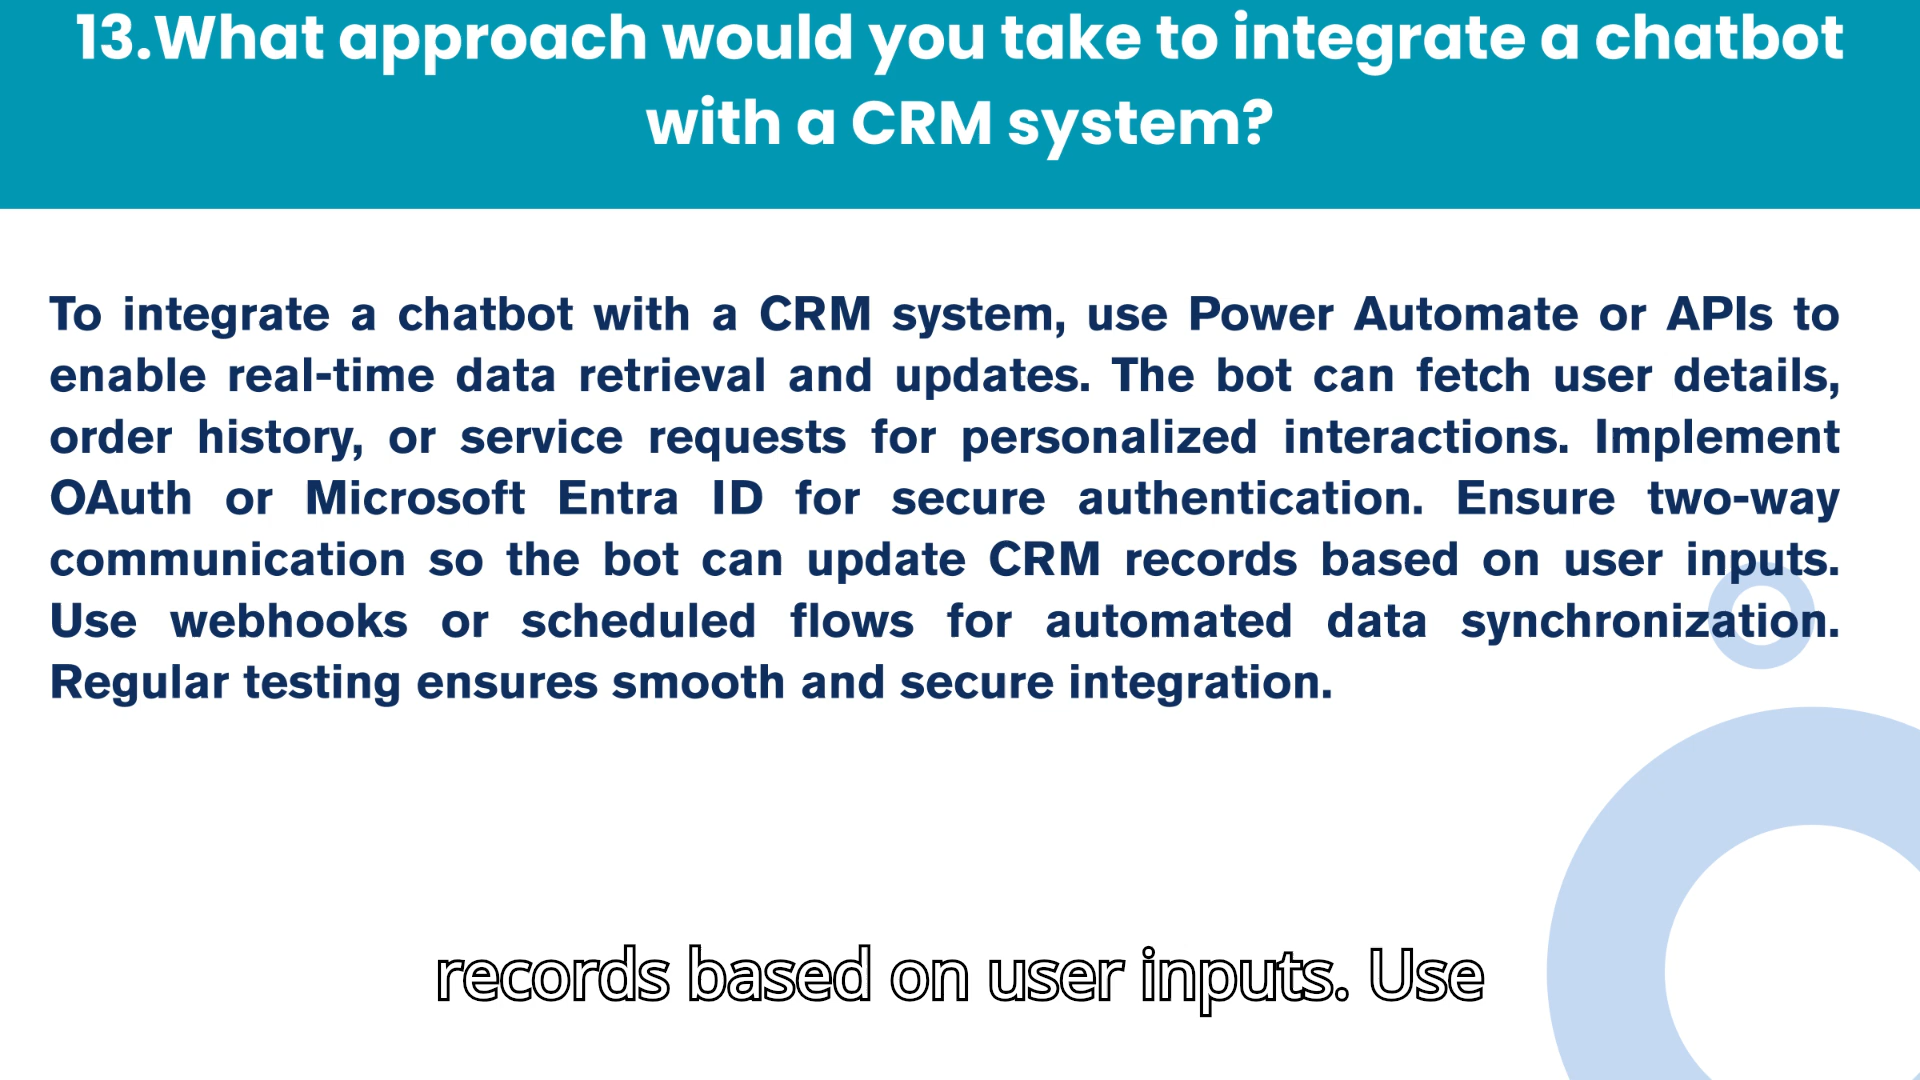 13.What approach would you take to integrate a chatbot
with a CRM system?
To integrate a chatbot with a CRM system, use Power Automate or APIs to
enable real-time data retrieval and updates. The bot can fetch user details,
order history, or service requests for personalized interactions. Implement
OAuth or Microsoft Entra ID for secure authentication. Ensure two-way
communication so the bot can update CRM records based on user inputs.
Use webhooks or scheduled flows for automated data synchronization.
Regular testing ensures smooth and secure integration.
records based on user inputs. Use